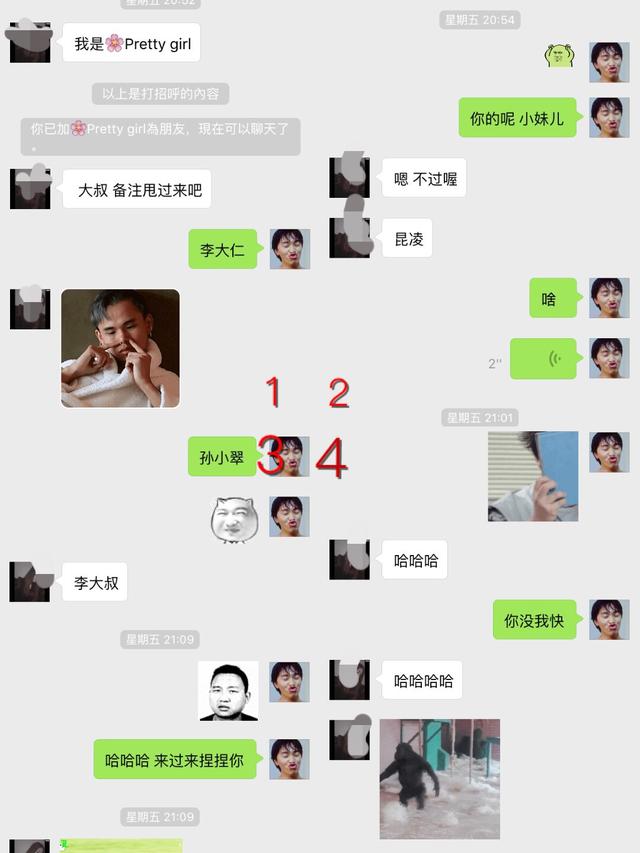 星期五 20:52
我是🌸Pretty girl
以上是打招呼的内容
你已加🌸Pretty girl為朋友，現在可以聊天了
。
大叔 备注甩过来吧
李大仁
1
星期五 20:54
你的呢 小妹儿
嗯 不过喔
昆凌
啥
2"
2
星期五 21:01
孙小翠
3
李大叔
星期五 21:09
哈哈哈 来过来捏捏你
星期五 21:09
4
哈哈哈
你没我快
哈哈哈哈